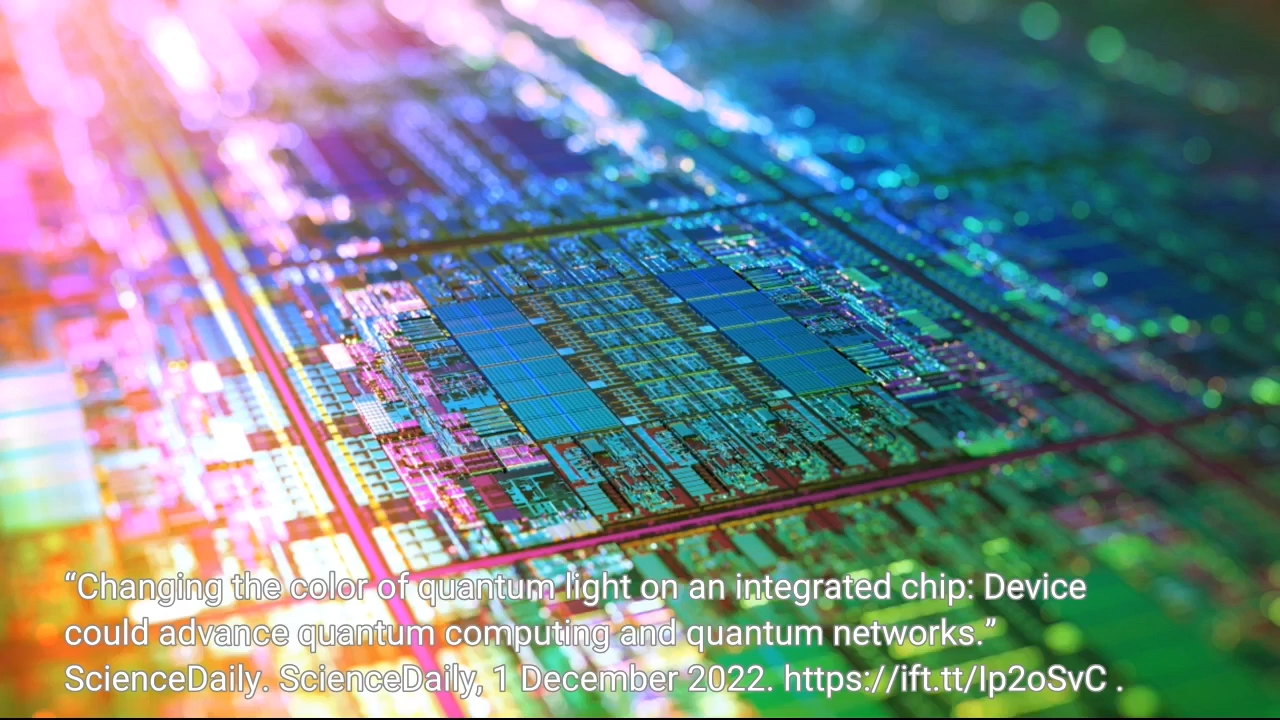 “Changing the color of quantum light on an integrated chip: Device
could advance quantum computing and quantum networks.”
ScienceDaily. ScienceDaily, 1 December 2022. https://ift.tt/Ip2oSvC .